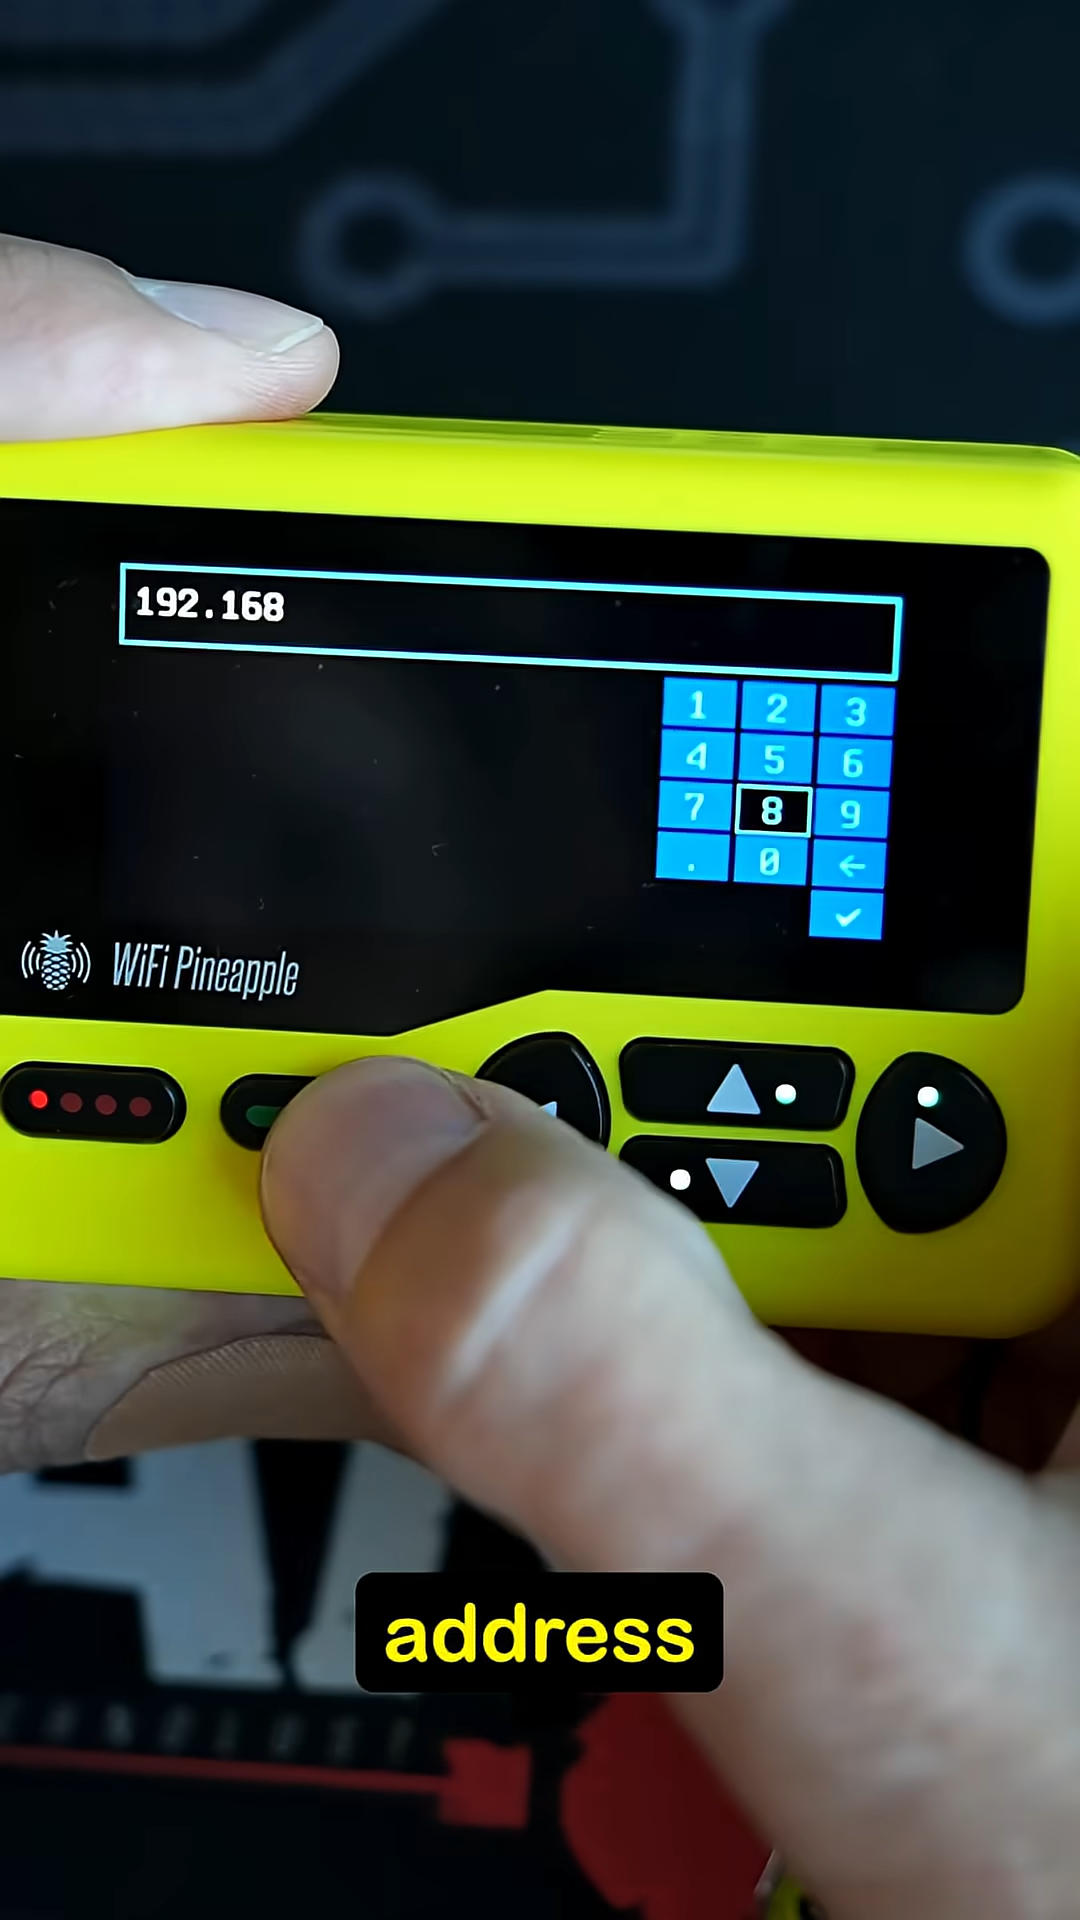 192.168
1 2 3
4 5 6
7 8 9
. 0 ←
✓
WiFi Pineapple
address